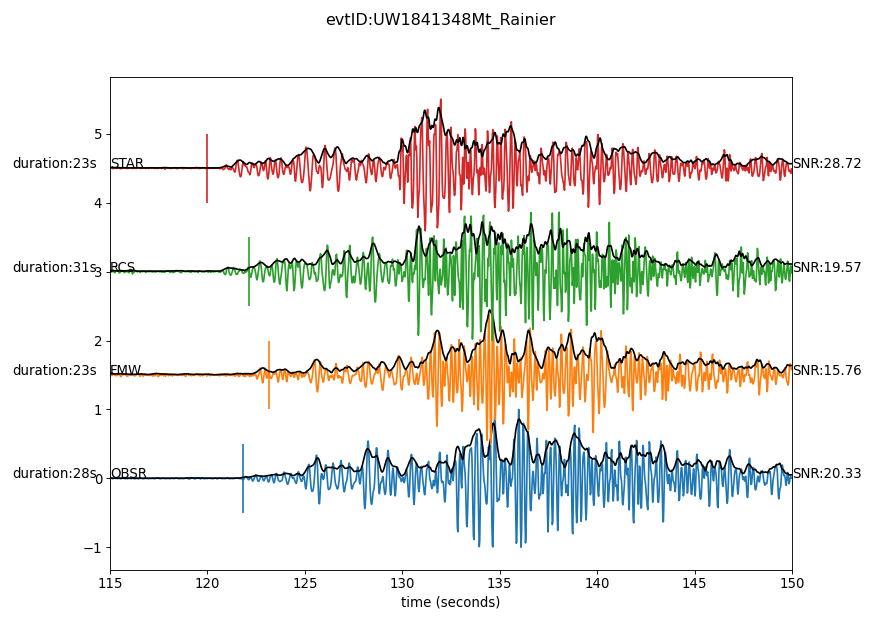 evtID:UW1841348Mt_Rainier
5
duration:23s STAR SNR:28.72
4
duration:31s 3 RCS SNR:19.57
2
duration:23s FMW SNR:15.76
1
duration:28s 0 OBSR SNR:20.33
−1
115 120 125 130 135 140 145 150
time (seconds)